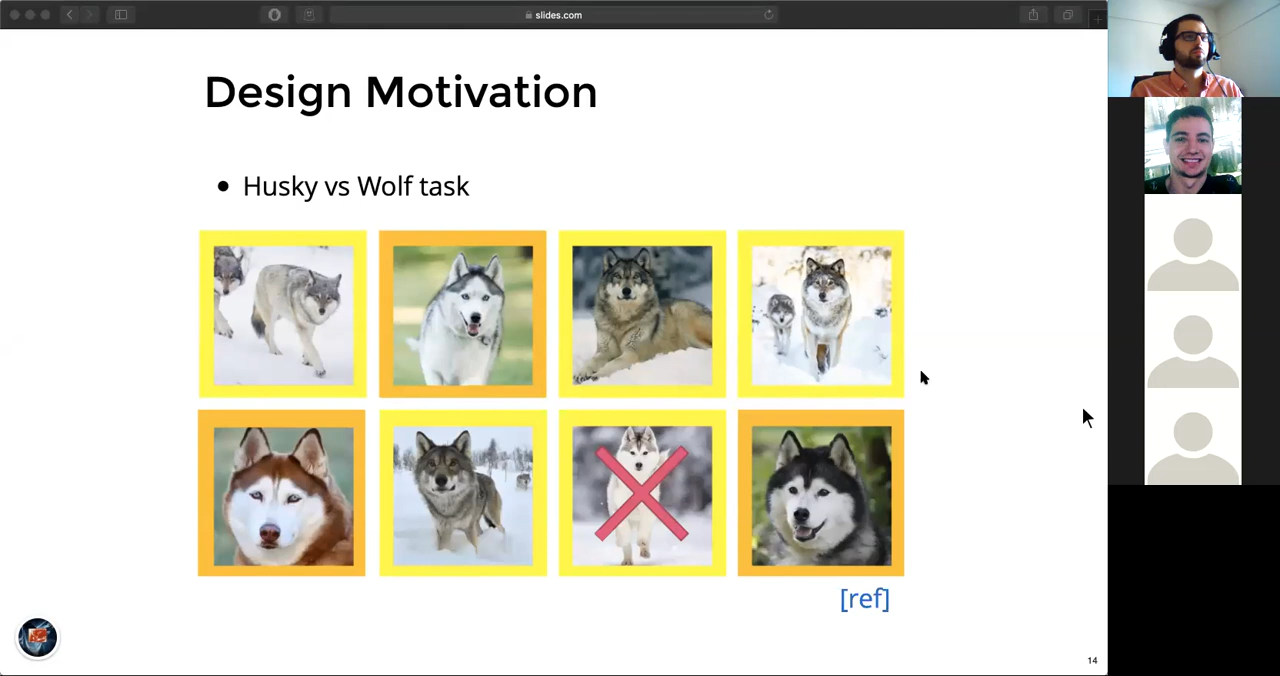 slides.com
Design Motivation
Husky vs Wolf task
[ref]
14